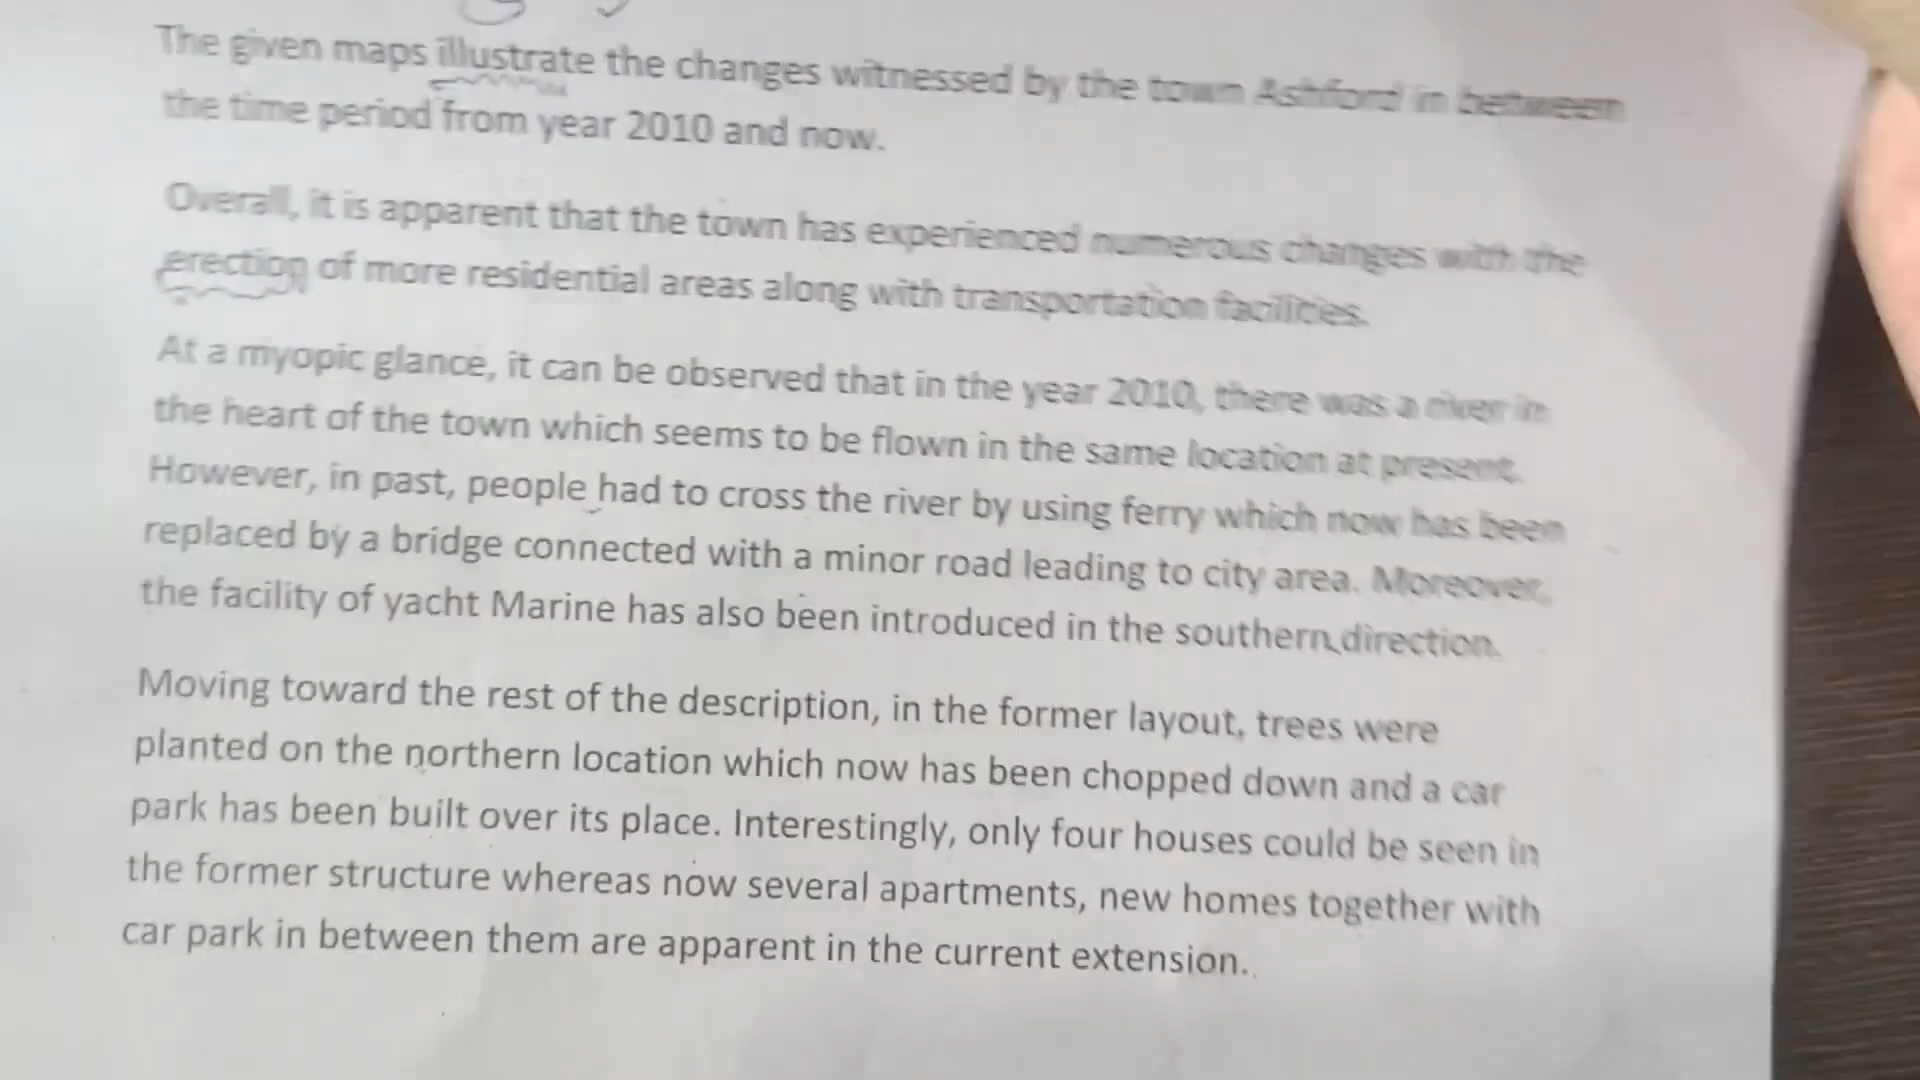 The given maps illustrate the changes witnessed by the town Ashford in between
the time period from year 2010 and now.
Overall, it is apparent that the town has experienced numerous changes with the
erection of more residential areas along with transportation facilities.
At a myopic glance, it can be observed that in the year 2010, there was a river in
the heart of the town which seems to be flown in the same location at present.
However, in past, people had to cross the river by using ferry which now has been
replaced by a bridge connected with a minor road leading to city area. Moreover,
the facility of yacht Marine has also been introduced in the southern direction.
Moving toward the rest of the description, in the former layout, trees were
planted on the northern location which now has been chopped down and a car
park has been built over its place. Interestingly, only four houses could be seen in
the former structure whereas now several apartments, new homes together with
car park in between them are apparent in the current extension.